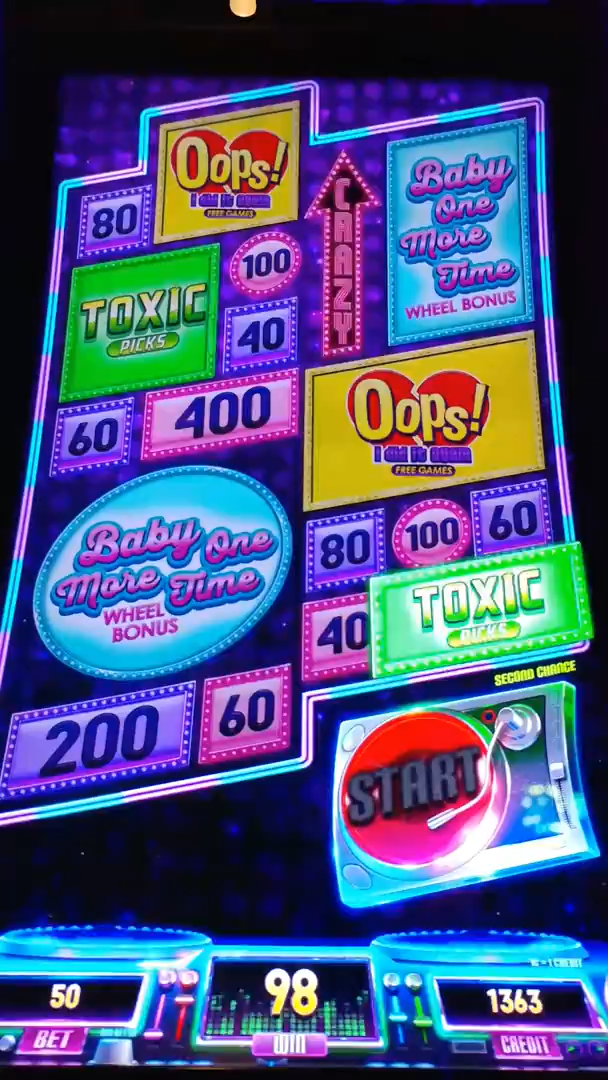 Oops!
I DID IT AGAIN
FREE GAMES
80
CRAZY
Baby
One
More
Time
WHEEL BONUS
100
TOXIC
PICKS
40
400
60
Oops!
I DID IT AGAIN
FREE GAMES
Baby One
More Time
WHEEL
BONUS
80
100
60
40
TOXIC
PICKS
SECOND CHANCE
200
60
START
50
98
1363
BET
WIN
CREDIT